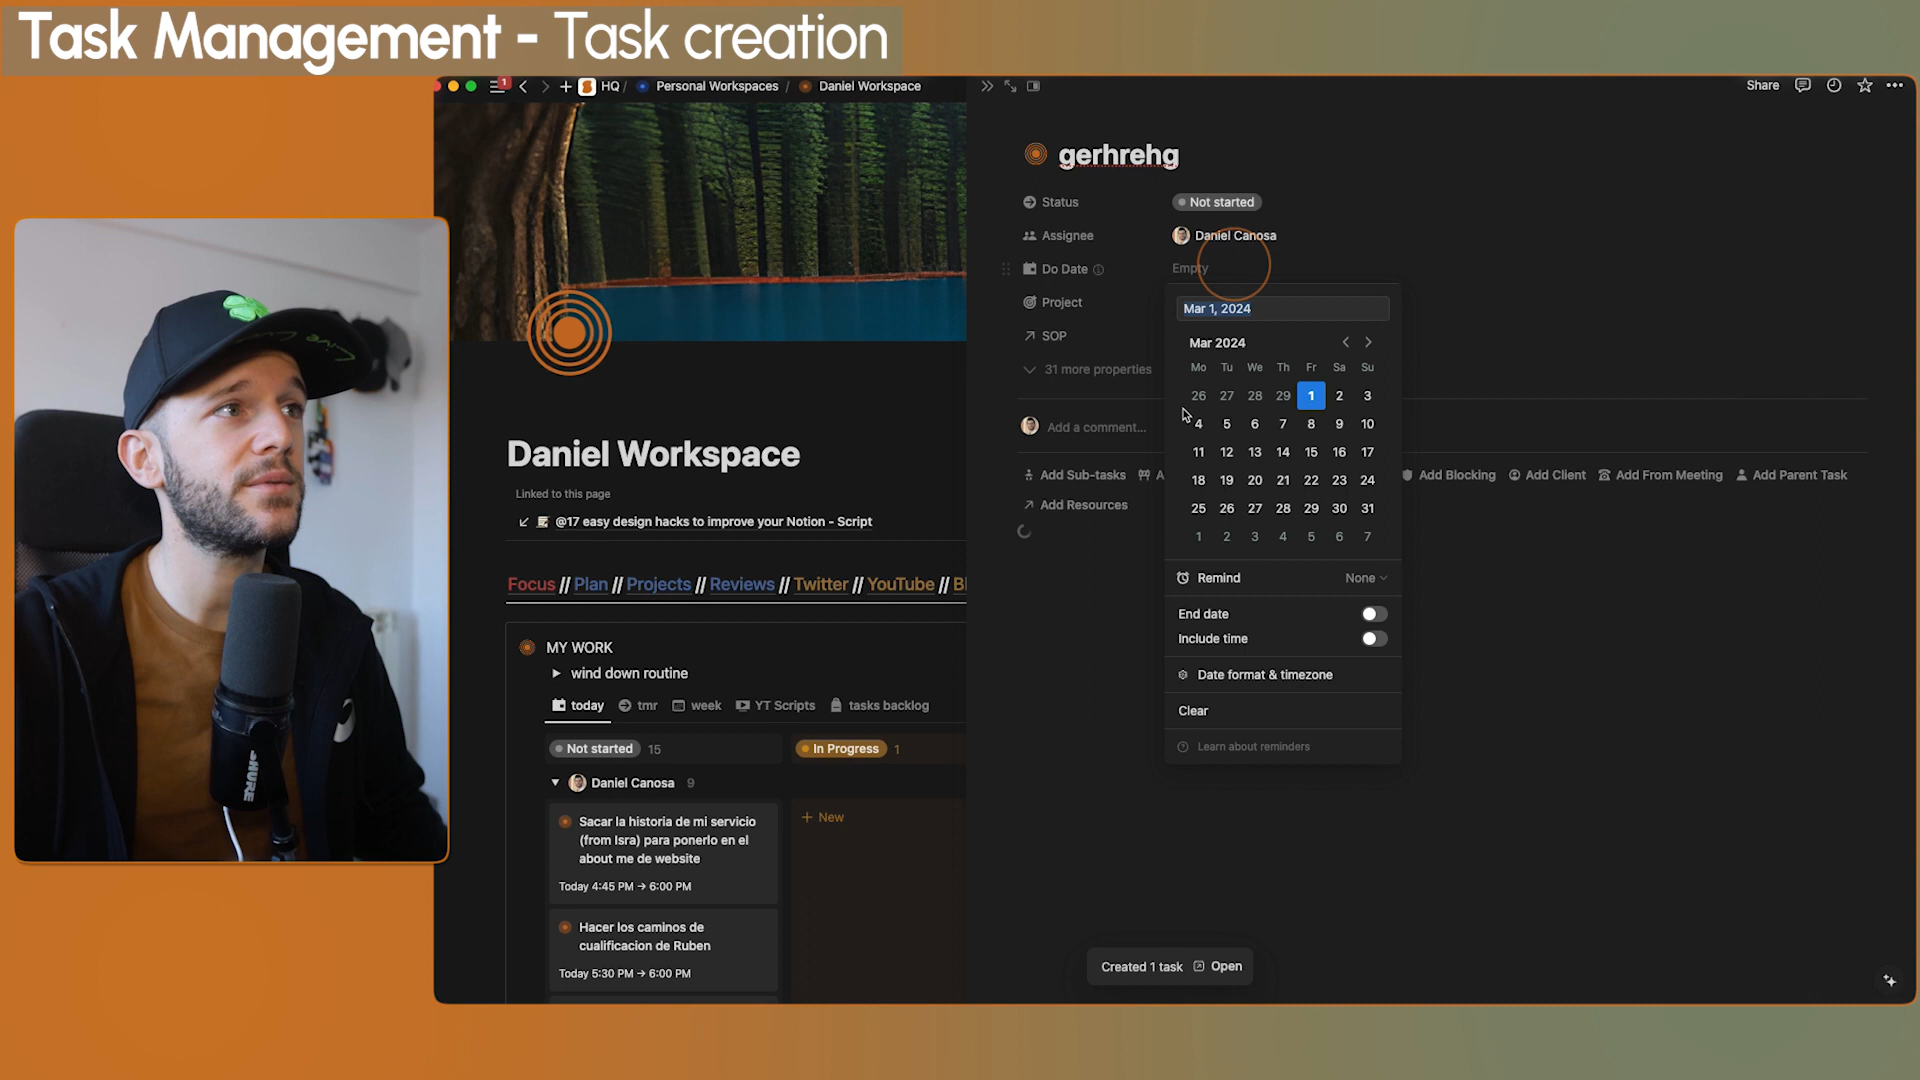 Task Management - Task creation
1
HQ / Personal Workspaces / Daniel Workspace
Share
gerhrehg
Status Not started
Assignee Daniel Canosa
Do Date Empty
Project
SOP
31 more properties
Mar 1, 2024
Mar 2024
Mo Tu We Th Fr Sa Su
26 27 28 29 1 2 3
4 5 6 7 8 9 10
11 12 13 14 15 16 17
18 19 20 21 22 23 24
25 26 27 28 29 30 31
1 2 3 4 5 6 7
Remind None
End date
Include time
Date format & timezone
Clear
Learn about reminders
Add a comment...
Add Sub-tasks A Add Blocking Add Client Add From Meeting Add Parent Task
Add Resources
Daniel Workspace
Linked to this page
@17 easy design hacks to improve your Notion - Script
Focus // Plan // Projects // Reviews // Twitter // YouTube // Bl
MY WORK
wind down routine
today tmr week YT Scripts tasks backlog
Not started 15 In Progress 1
Daniel Canosa 9
Sacar la historia de mi servicio
(from Isra) para ponerlo en el
about me de website
Today 4:45 PM → 6:00 PM
+ New
Hacer los caminos de
cualificacion de Ruben
Today 5:30 PM → 6:00 PM
Created 1 task Open
SHURE